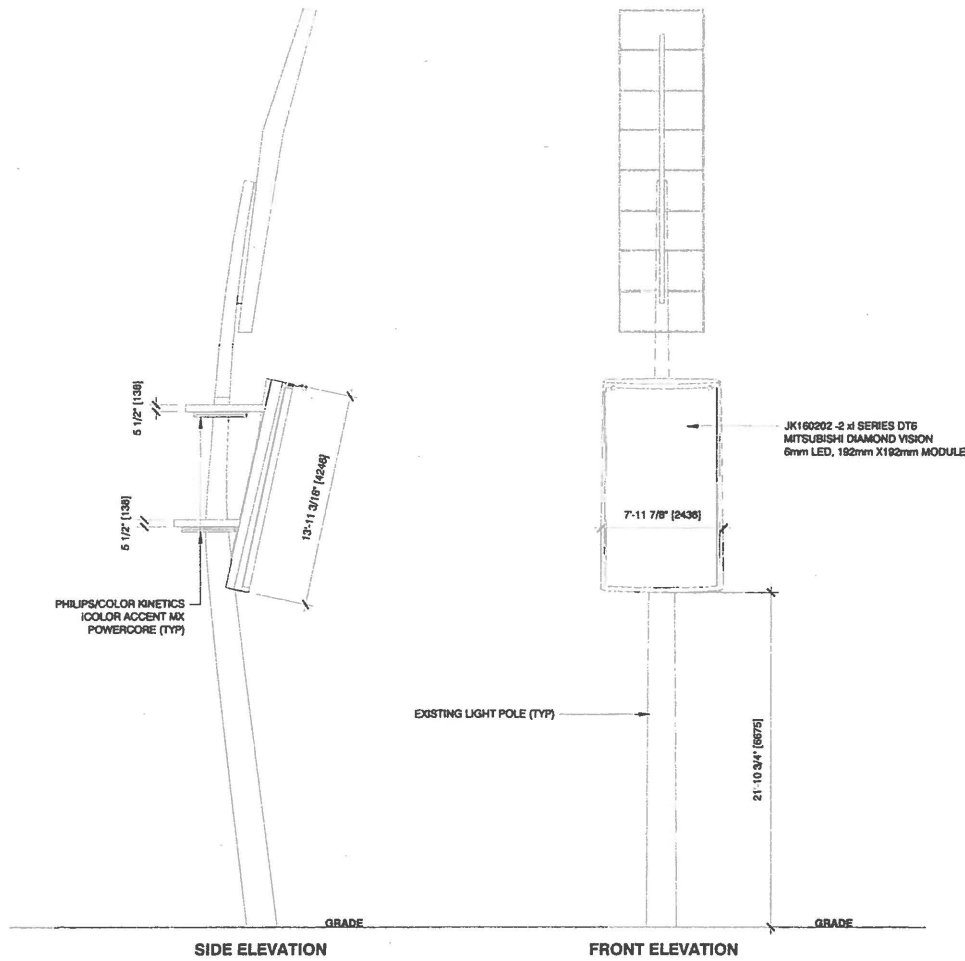 5 1/2" [138]
5 1/2" [138]
13'-11 3/16" [4246]
PHILIPS/COLOR KINETICS
iCOLOR ACCENT MX
POWERCORE (TYP)
JK160202 -2 xl SERIES DT6
MITSUBISHI DIAMOND VISION
6mm LED, 192mm X192mm MODULE
7'-11 7/8" [2436]
EXISTING LIGHT POLE (TYP)
21'-10 3/4" [6675]
GRADE
GRADE
SIDE ELEVATION
FRONT ELEVATION